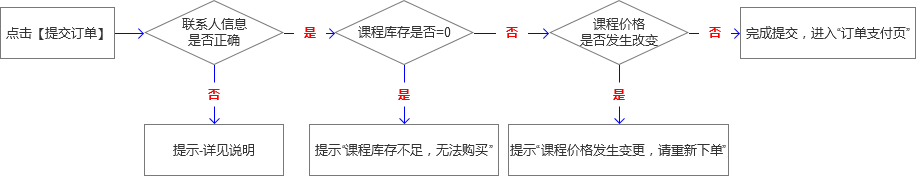 点击【提交订单】
联系人信息
是否正确
是
课程库存是否=0
否
课程价格
是否发生改变
否
完成提交，进入“订单支付页”
否
是
是
提示-详见说明
提示“课程库存不足，无法购买”
提示“课程价格发生变更，请重新下单”